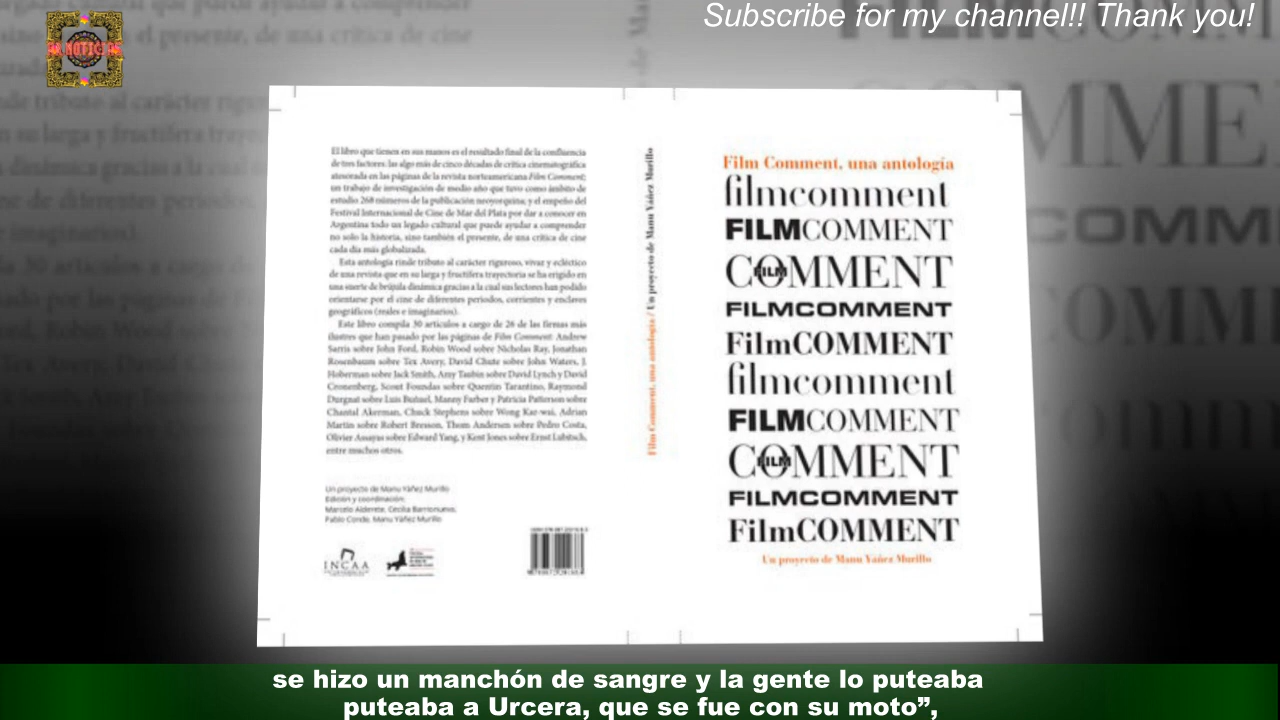 Subscribe for my channel!! Thank you!
El libro que tienen en sus manos es el resultado final de la confluencia
de tres factores: las algo más de cinco décadas de crítica cinematográfica
atesorada en las páginas de la revista norteamericana Film Comment;
un trabajo de investigación de medio año que tuvo como ámbito de
estudio 268 números de la publicación neoyorquina; y el empeño del
Festival Internacional de Cine de Mar del Plata por dar a conocer en
Argentina todo un legado cultural que puede ayudar a comprender
no solo la historia, sino también el presente, de una crítica de cine
cada día más globalizada.
Esta antología rinde tributo al carácter riguroso, vivaz y ecléctico
de una revista que en su larga y fructífera trayectoria se ha erigido en
una suerte de brújula dinámica gracias a la cual sus lectores han podido
orientarse por el cine de diferentes periodos, corrientes y enclaves
geográficos (reales e imaginarios).
Este libro compila 30 artículos a cargo de 26 de las firmas más
ilustres que han pasado por las páginas de Film Comment: Andrew
Sarris sobre John Ford, Robin Wood sobre Nicholas Ray, Jonathan
Rosenbaum sobre Tex Avery, David Chute sobre John Waters, J.
Hoberman sobre Jack Smith, Amy Taubin sobre David Lynch y David
Cronenberg, Scout Foundas sobre Quentin Tarantino, Raymond
Durgnat sobre Luis Buñuel, Manny Farber y Patricia Patterson sobre
Chantal Akerman, Chuck Stephens sobre Wong Kar-wai, Adrian
Martin sobre Robert Bresson, Thom Andersen sobre Pedro Costa,
Olivier Assayas sobre Edward Yang, y Kent Jones sobre Ernst Lubitsch,
entre muchos otros.
Un proyecto de Manu Yáñez Murillo
Edición y coordinación:
Marcelo Alderete, Cecilia Barrionuevo,
Pablo Conde, Manu Yáñez Murillo
INCAA
Film Comment, una antología / Un proyecto de Manu Yáñez Murillo
Film Comment, una antología
filmcomment
FILMCOMMENT
COMMENT
FILM
FILMCOMMENT
FilmCOMMENT
filmcomment
FILMCOMMENT
COMMENT
FILM
FILMCOMMENT
FilmCOMMENT
Un proyecto de Manu Yáñez Murillo
se hizo un manchón de sangre y la gente lo puteaba
puteaba a Urcera, que se fue con su moto”,